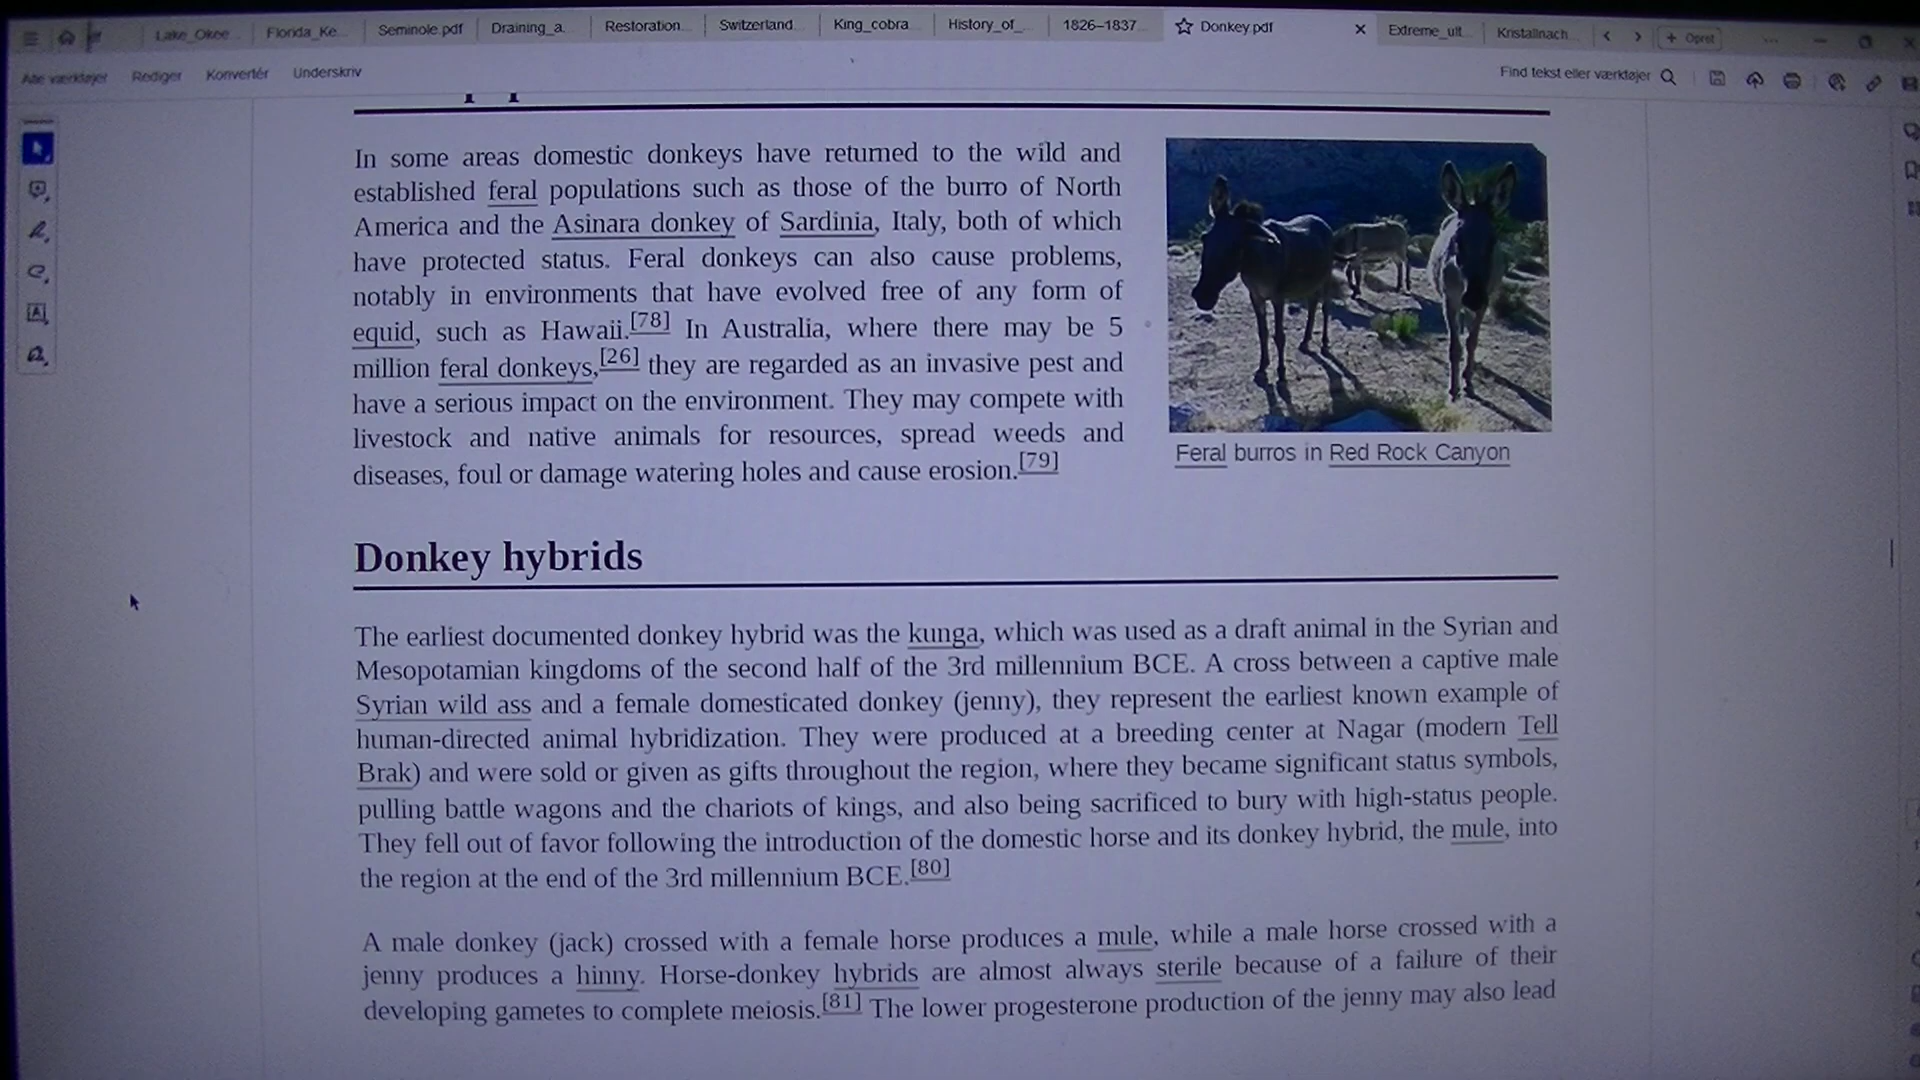 Lake_Okee...
Florida_Ke...
Seminole.pdf
Draining_a...
Restoration...
Switzerland...
King_cobra...
History_of_...
1826–1837...
Donkey.pdf
Extreme_ult...
Kristallnach...
+ Opret
Alle værktøjer
Rediger
Konvertér
Underskriv
Find tekst eller værktøjer
In some areas domestic donkeys have returned to the wild and
established feral populations such as those of the burro of North
America and the Asinara donkey of Sardinia, Italy, both of which
have protected status. Feral donkeys can also cause problems,
notably in environments that have evolved free of any form of
equid, such as Hawaii.[78] In Australia, where there may be 5
million feral donkeys,[26] they are regarded as an invasive pest and
have a serious impact on the environment. They may compete with
livestock and native animals for resources, spread weeds and
diseases, foul or damage watering holes and cause erosion.[79]
Feral burros in Red Rock Canyon
Donkey hybrids
The earliest documented donkey hybrid was the kunga, which was used as a draft animal in the Syrian and
Mesopotamian kingdoms of the second half of the 3rd millennium BCE. A cross between a captive male
Syrian wild ass and a female domesticated donkey (jenny), they represent the earliest known example of
human-directed animal hybridization. They were produced at a breeding center at Nagar (modern Tell
Brak) and were sold or given as gifts throughout the region, where they became significant status symbols,
pulling battle wagons and the chariots of kings, and also being sacrificed to bury with high-status people.
They fell out of favor following the introduction of the domestic horse and its donkey hybrid, the mule, into
the region at the end of the 3rd millennium BCE.[80]
A male donkey (jack) crossed with a female horse produces a mule, while a male horse crossed with a
jenny produces a hinny. Horse-donkey hybrids are almost always sterile because of a failure of their
developing gametes to complete meiosis.[81] The lower progesterone production of the jenny may also lead